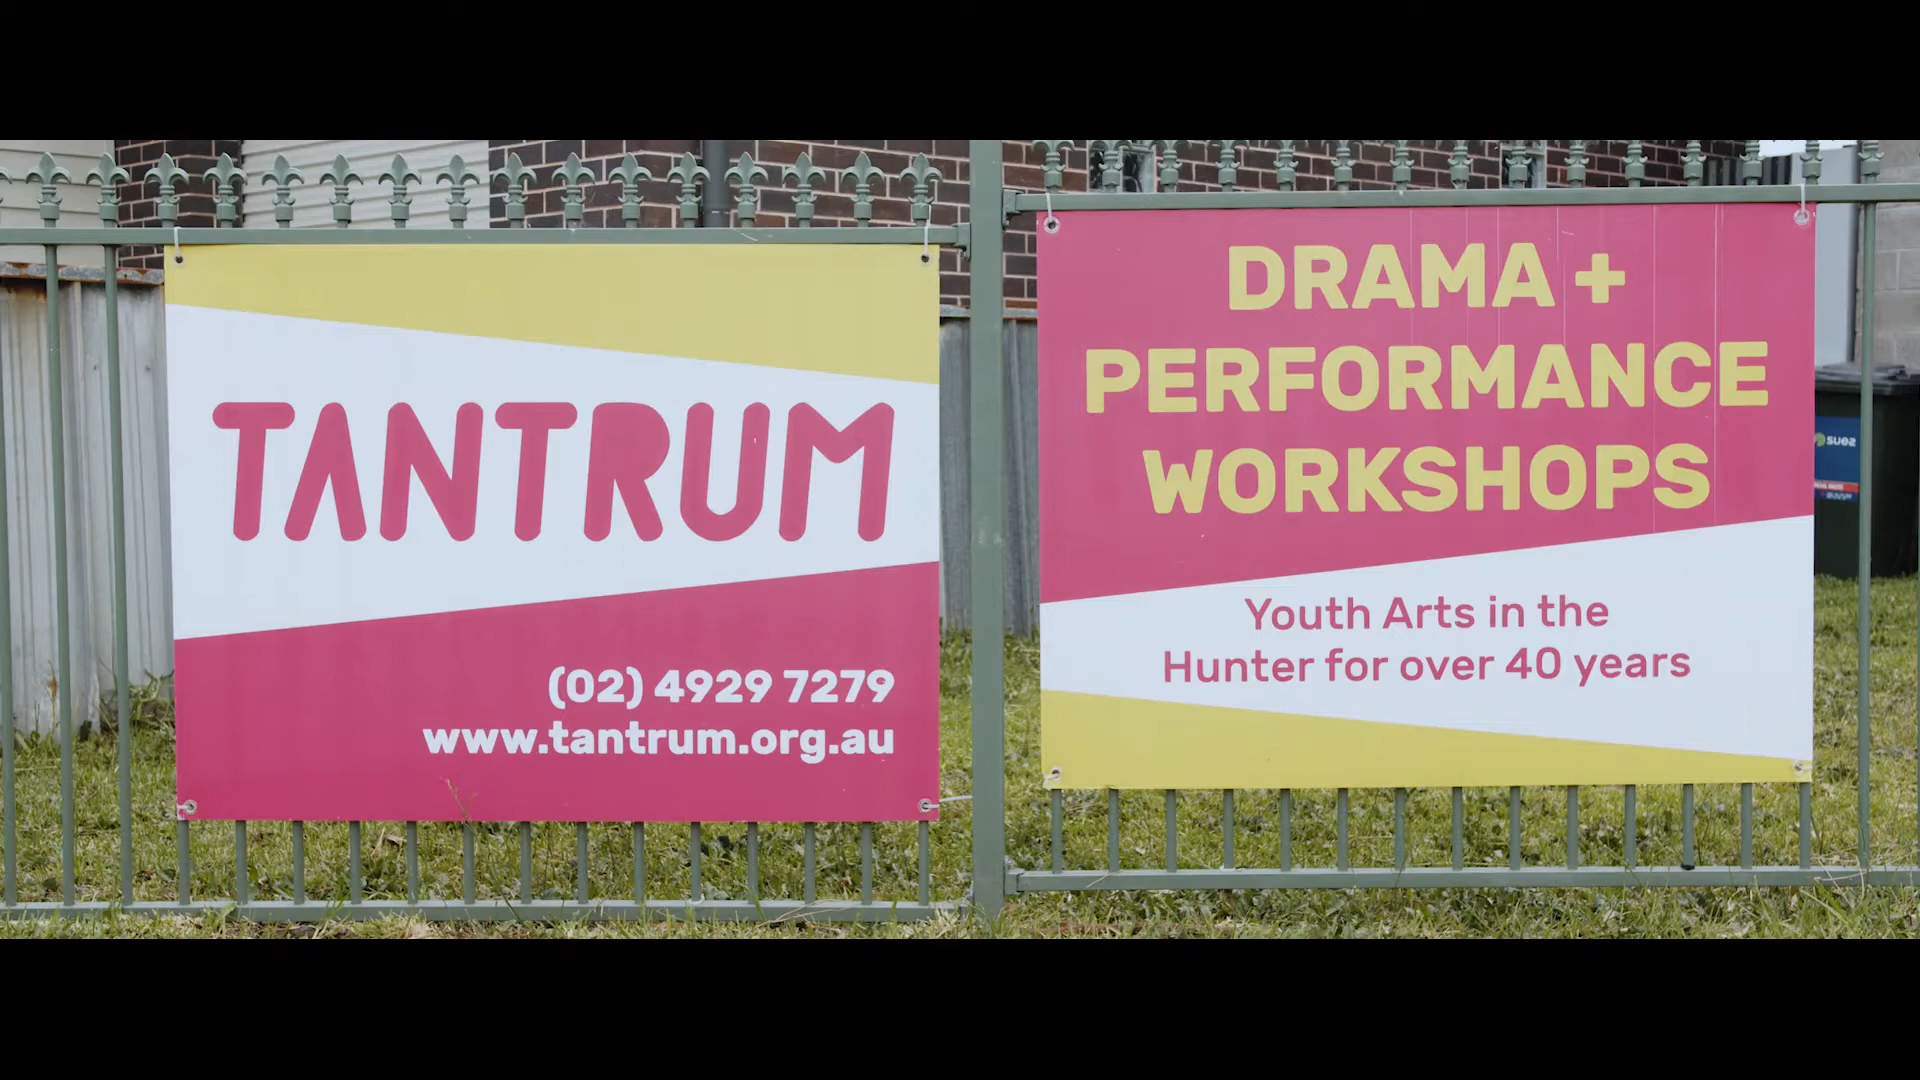 TANTRUM
(02) 4929 7279
www.tantrum.org.au
DRAMA +
PERFORMANCE
WORKSHOPS
Youth Arts in the
Hunter for over 40 years
suez